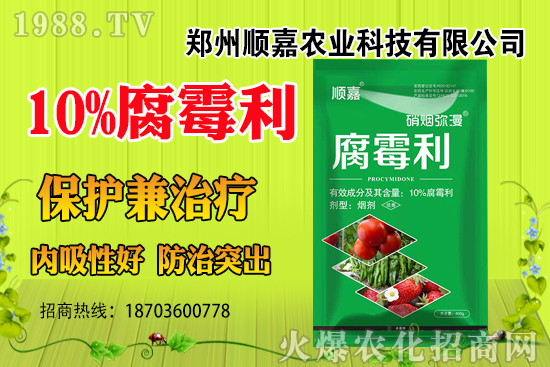 1988.TV
郑州顺嘉农业科技有限公司
10%腐霉利
保护兼治疗
内吸性好 防治突出
招商热线：18703600778
顺嘉®
硝烟弥漫®
腐霉利
PROCYMIDONE
有效成分及其含量：10%腐霉利
剂型：烟剂
火爆农化招商网